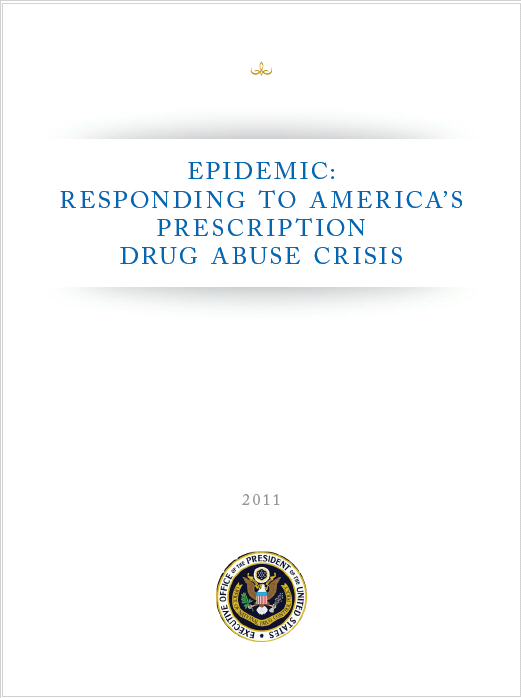 EPIDEMIC:
RESPONDING TO AMERICA’S
PRESCRIPTION
DRUG ABUSE CRISIS
2011
EXECUTIVE OFFICE OF THE PRESIDENT OF THE UNITED STATES